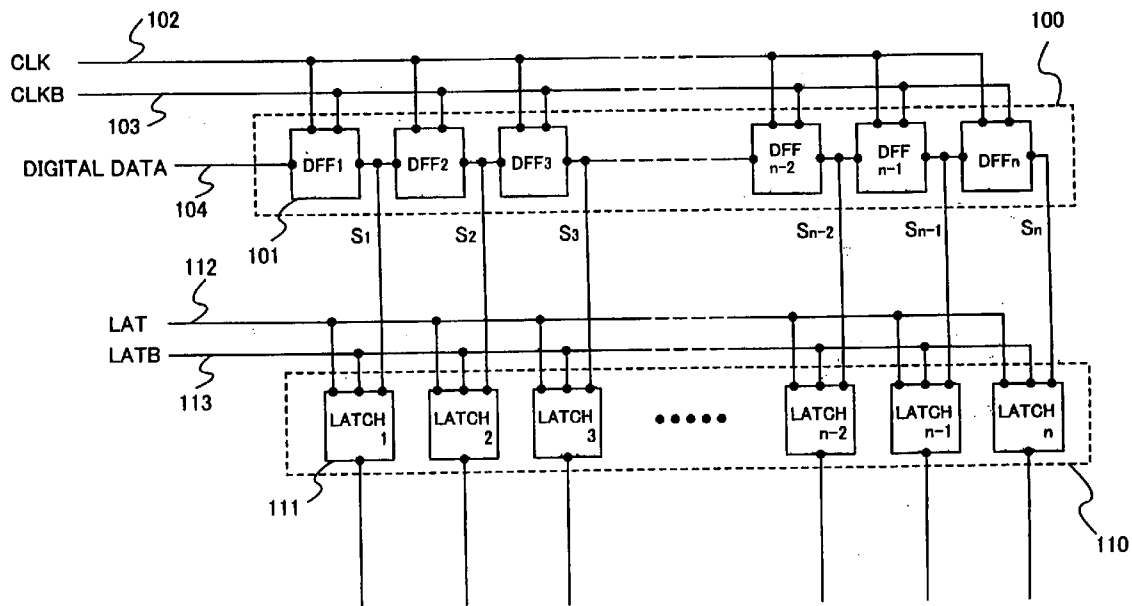 102
100
CLK
CLKB
103
DFF1 DFF2 DFF3 DFF n-2 DFF n-1 DFFn
DIGITAL DATA
104
101
S1 S2 S3 Sn-2 Sn-1 Sn
112
LAT
LATB
113
LATCH 1 LATCH 2 LATCH 3 LATCH n-2 LATCH n-1 LATCH n
111
110